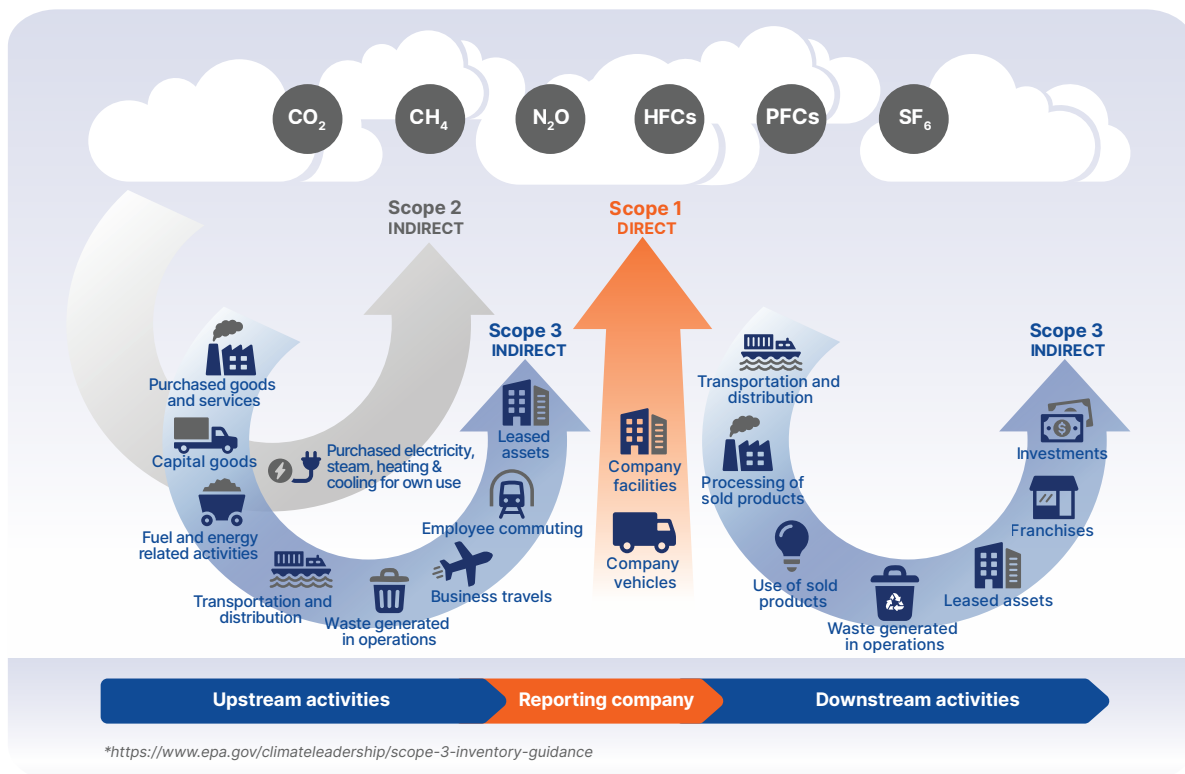 CO2
CH4
N2O
HFCs
PFCs
SF6
Scope 2
INDIRECT
Scope 1
DIRECT
Scope 3
INDIRECT
Scope 3
INDIRECT
Purchased goods
and services
Capital goods
Fuel and energy
related activities
Transportation and
distribution
Waste generated
in operations
Business travels
Employee commuting
Leased
assets
Purchased electricity,
steam, heating &
cooling for own use
Company
facilities
Company
vehicles
Transportation and
distribution
Processing of
sold products
Use of sold
products
Waste generated
in operations
Leased assets
Franchises
Investments
Upstream activities
Reporting company
Downstream activities
*https://www.epa.gov/climateleadership/scope-3-inventory-guidance